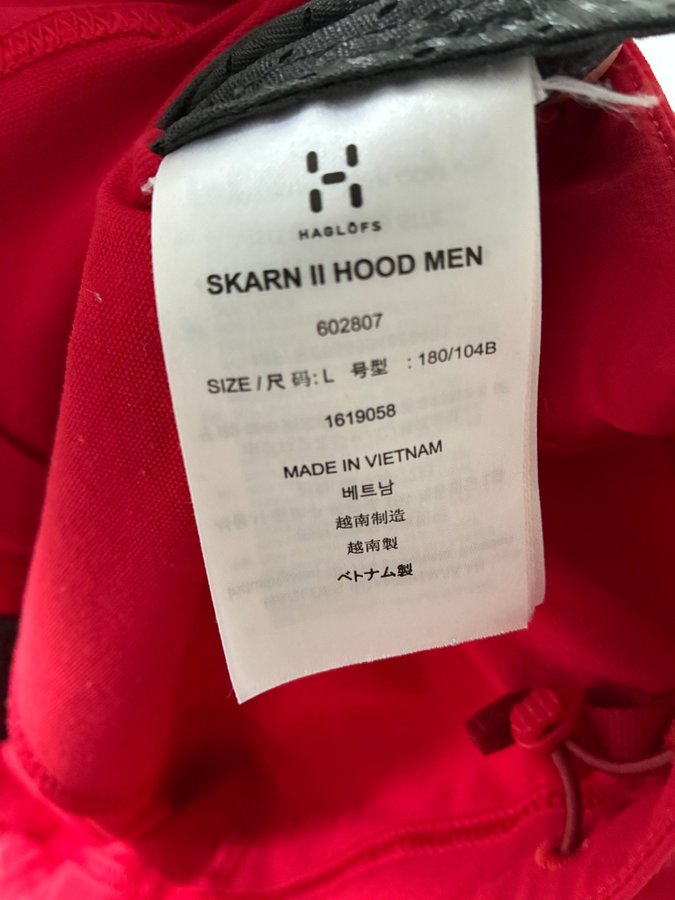 HAGLÖFS
SKARN II HOOD MEN
602807
SIZE / 尺 码: L 号型 : 180/104B
1619058
MADE IN VIETNAM
베트남
越南制造
越南製
ベトナム製